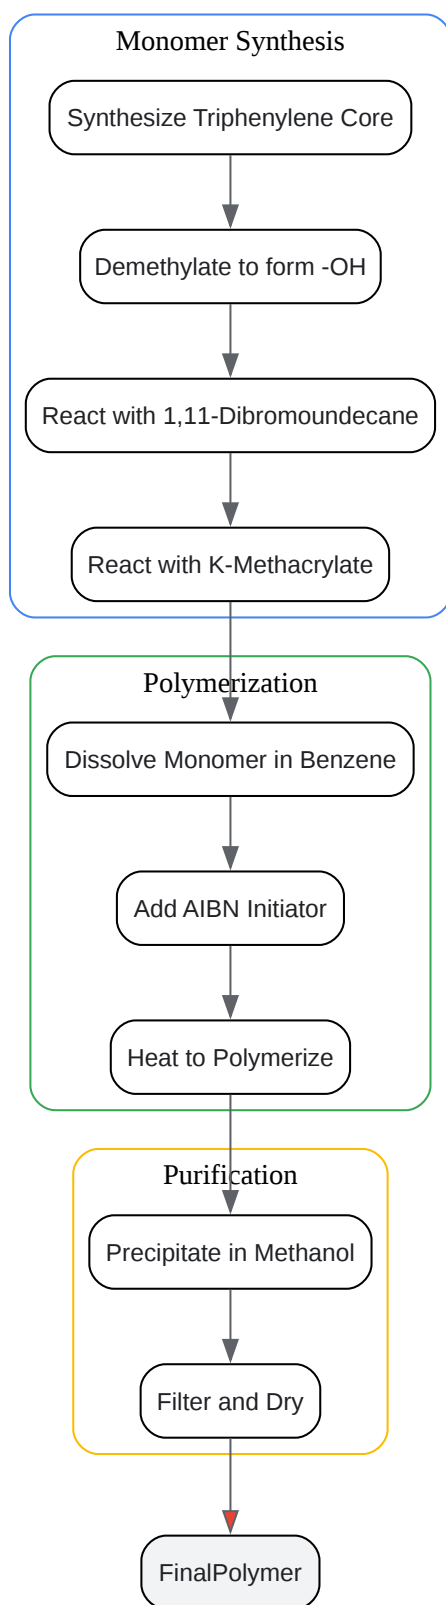 Monomer Synthesis
Synthesize Triphenylene Core
Demethylate to form -OH
React with 1,11-Dibromoundecane
React with K-Methacrylate
Polymerization
Dissolve Monomer in Benzene
Add AIBN Initiator
Heat to Polymerize
Purification
Precipitate in Methanol
Filter and Dry
FinalPolymer